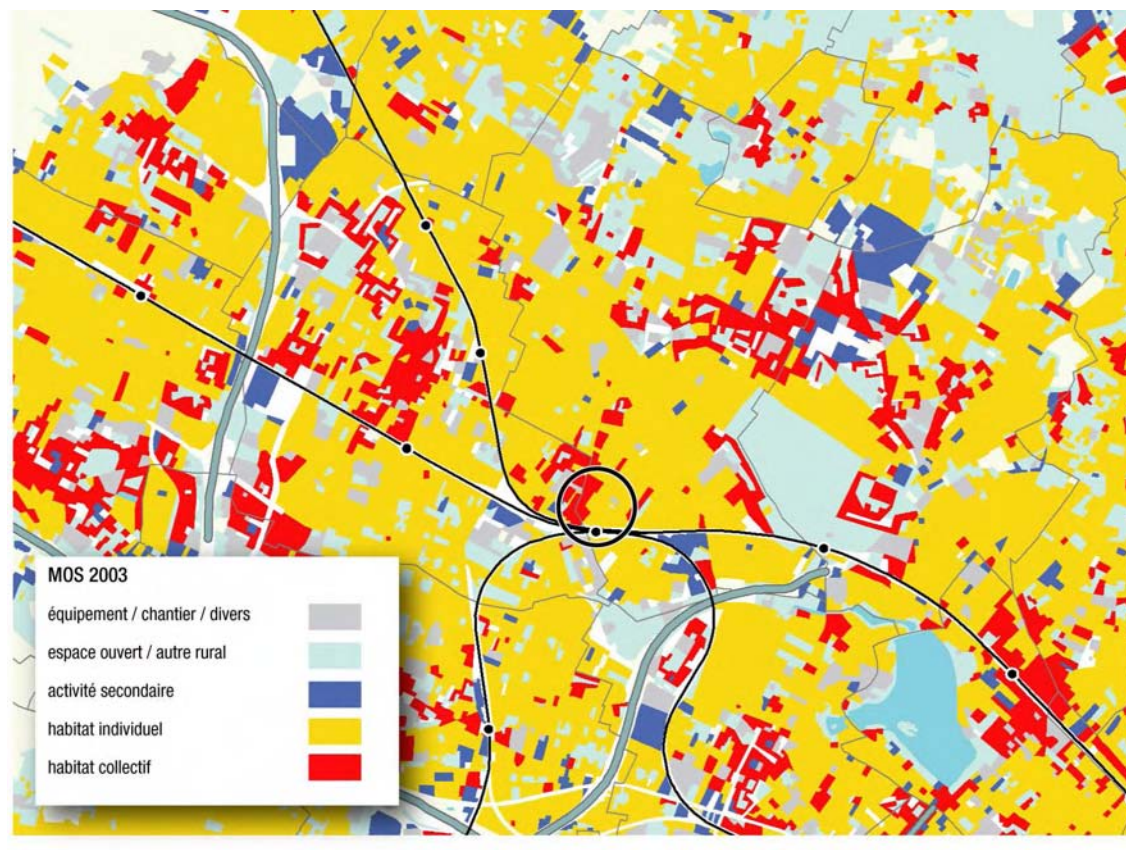 MOS 2003
équipement / chantier / divers
espace ouvert / autre rural
activité secondaire
habitat individuel
habitat collectif